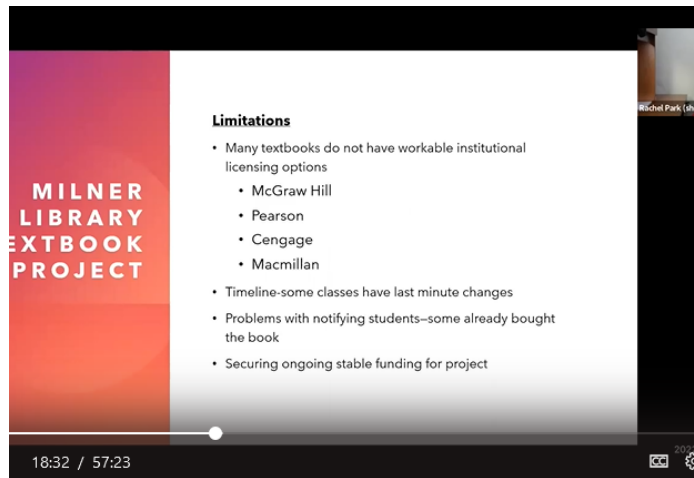 Rachel Park (sh
MILNER
LIBRARY
EXTBOOK
PROJECT
Limitations
• Many textbooks do not have workable institutional
licensing options
• McGraw Hill
• Pearson
• Cengage
• Macmillan
• Timeline-some classes have last minute changes
• Problems with notifying students—some already bought
the book
• Securing ongoing stable funding for project
18:32 / 57:23
CC